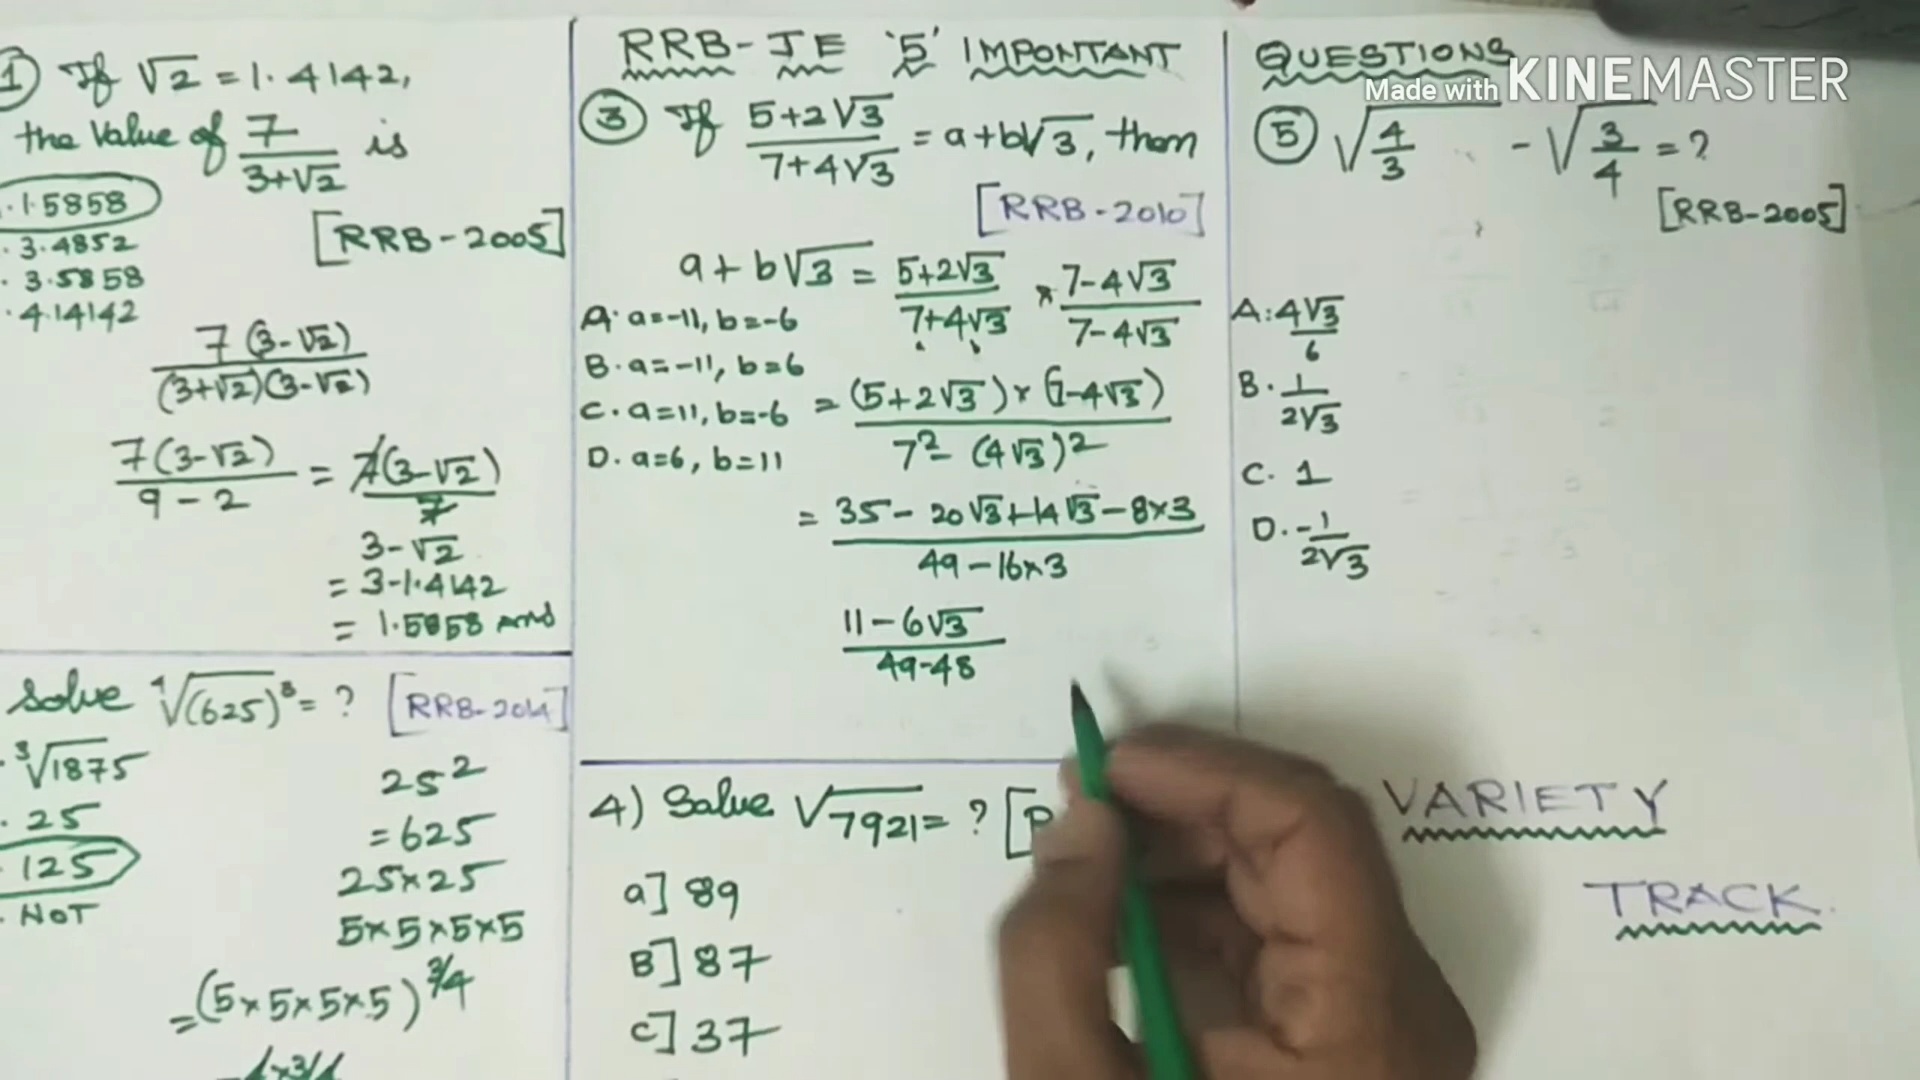 RRB-JE '5' IMPONTANT QUESTIONS
Made with KINEMASTER
1 If √2 = 1.4142,
the Value of 7/(3+√2) is
. 1.5858
. 3.4852
. 3.5858
. 4.14142
[RRB-2005]
7(3-√2)/(3+√2)(3-√2)
7(3-√2)/(9-2) = 7(3-√2)/7
3-√2
= 3-1.4142
= 1.5858 Ans
Solve ⁴√(625)³ = ? [RRB-2014]
. ³√1875
. 25
. 125
. NOT
25²
= 625
25×25
5×5×5×5
= (5×5×5×5)^3/4
3 If (5+2√3)/(7+4√3) = a+b√3, then
[RRB-2010]
a+b√3 = (5+2√3)/(7+4√3) × (7-4√3)/(7-4√3)
A. a=-11, b=-6
B. a=-11, b=6
C. a=11, b=-6
D. a=6, b=11
= (5+2√3)×(7-4√3)/7²-(4√3)²
= (35-20√3+14√3-8×3)/(49-16×3)
(11-6√3)/(49-48)
4) Solve √7921 = ? [R
a] 89
B] 87
C] 37
5 √(4/3) - √(3/4) = ?
[RRB-2005]
A: 4√3/6
B. 1/2√3
C. 1
D. -1/2√3
VARIETY
TRACK.